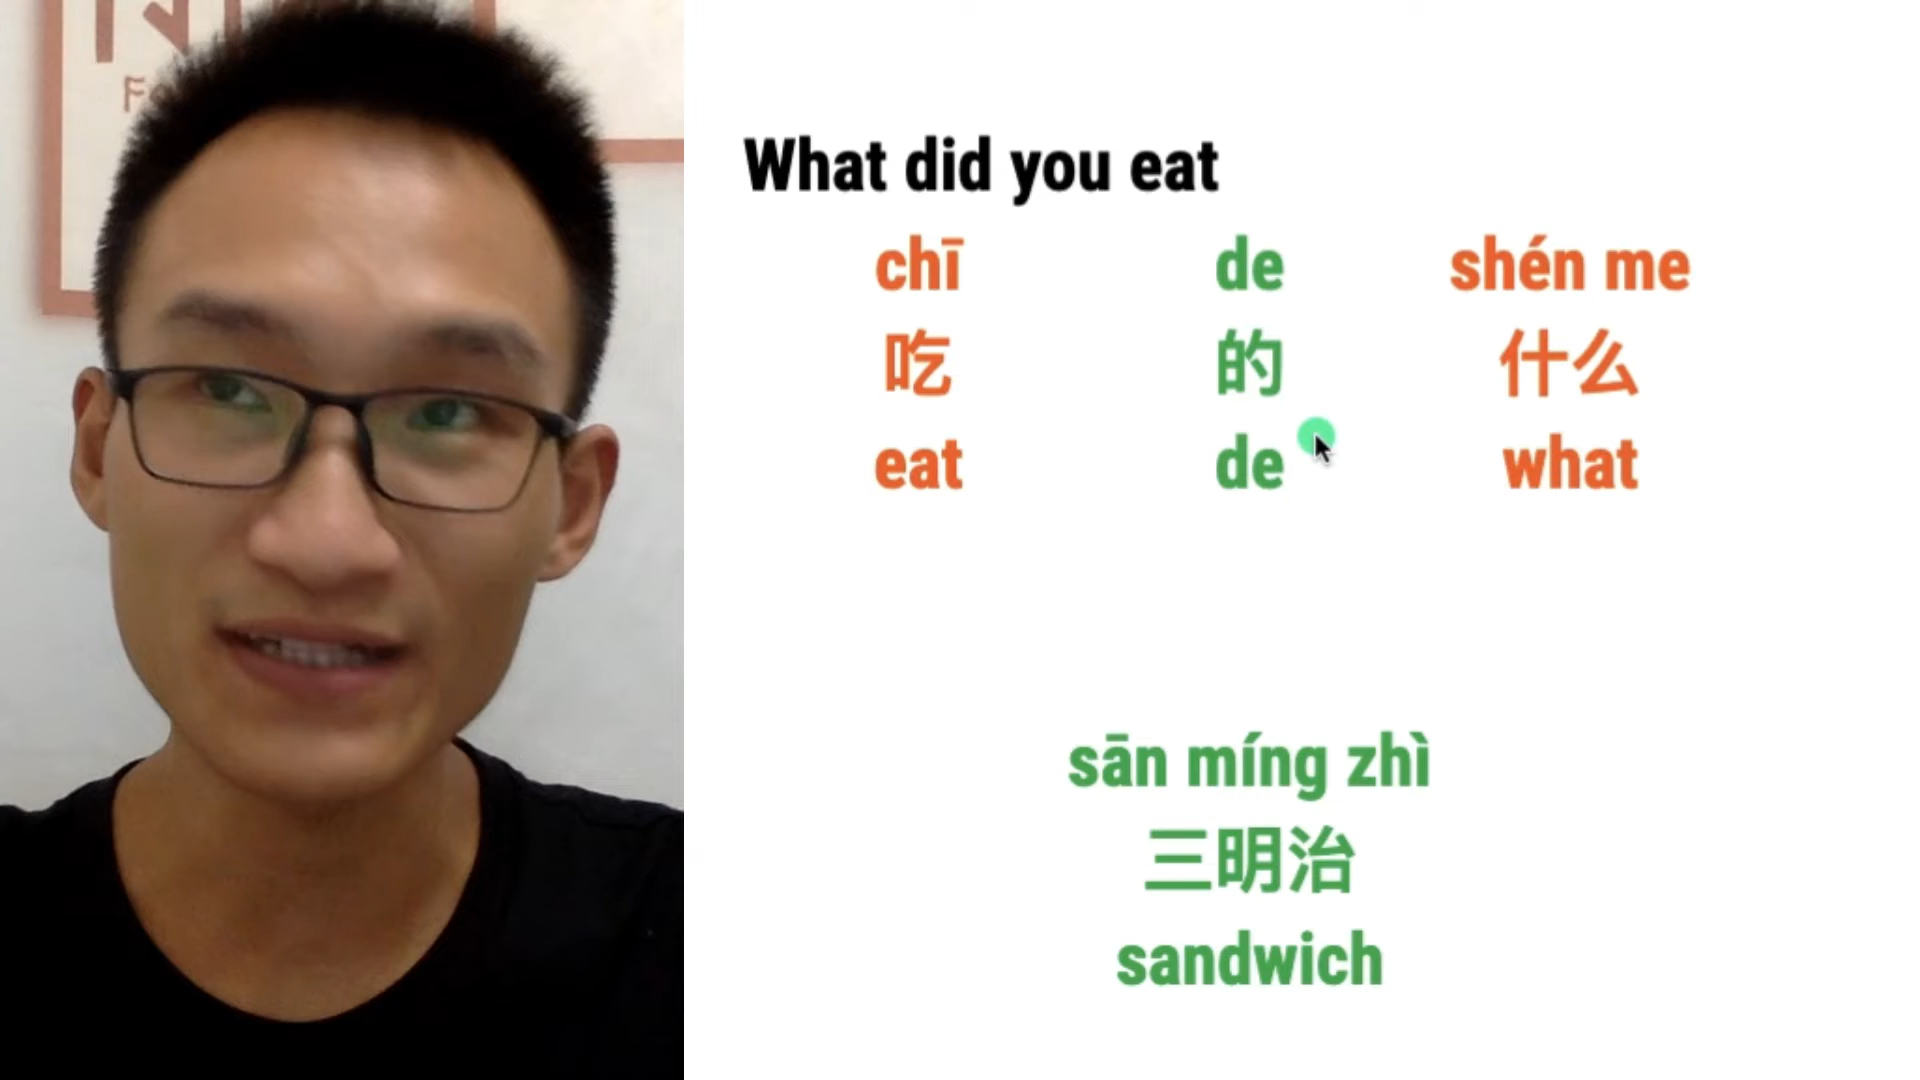 What did you eat
chī de shén me
吃 的 什么
eat de what
sān míng zhì
三明治
sandwich